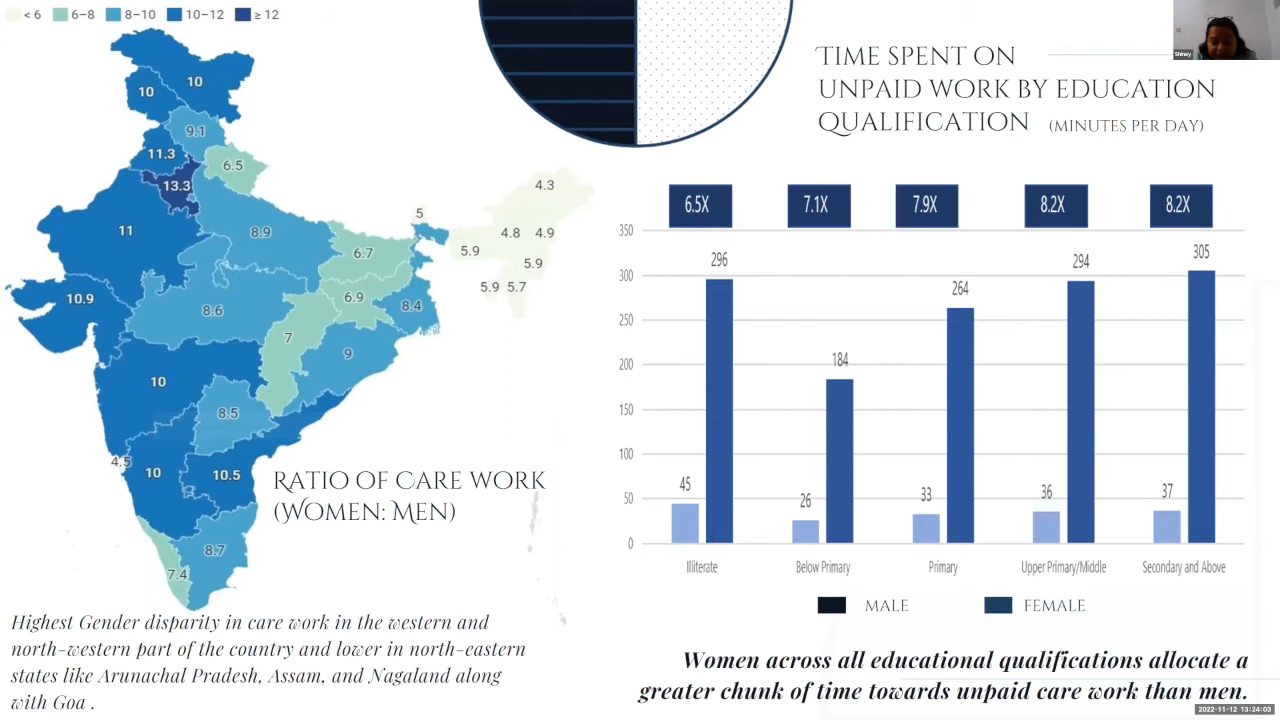 < 6 6–8 8–10 10–12 ≥ 12
10
10
9.1
11.3
6.5
13.3
4.3
5
11
8.9
4.8 4.9
6.7
5.9
5.9
10.9
6.9
5.9 5.7
8.6
8.4
7
9
10
8.5
4.5
10
10.5
8.7
7.4
RATIO OF CARE WORK
(WOMEN: MEN)
Highest Gender disparity in care work in the western and
north-western part of the country and lower in north-eastern
states like Arunachal Pradesh, Assam, and Nagaland along
with Goa .
Shiney
TIME SPENT ON
UNPAID WORK BY EDUCATION
QUALIFICATION (MINUTES PER DAY)
6.5X 7.1X 7.9X 8.2X 8.2X
350
300
250
200
150
100
50
0
296
184
264
294
305
45
26
33
36
37
Illiterate Below Primary Primary Upper Primary/Middle Secondary and Above
MALE FEMALE
Women across all educational qualifications allocate a
greater chunk of time towards unpaid care work than men.
2022-11-12 13:24:03